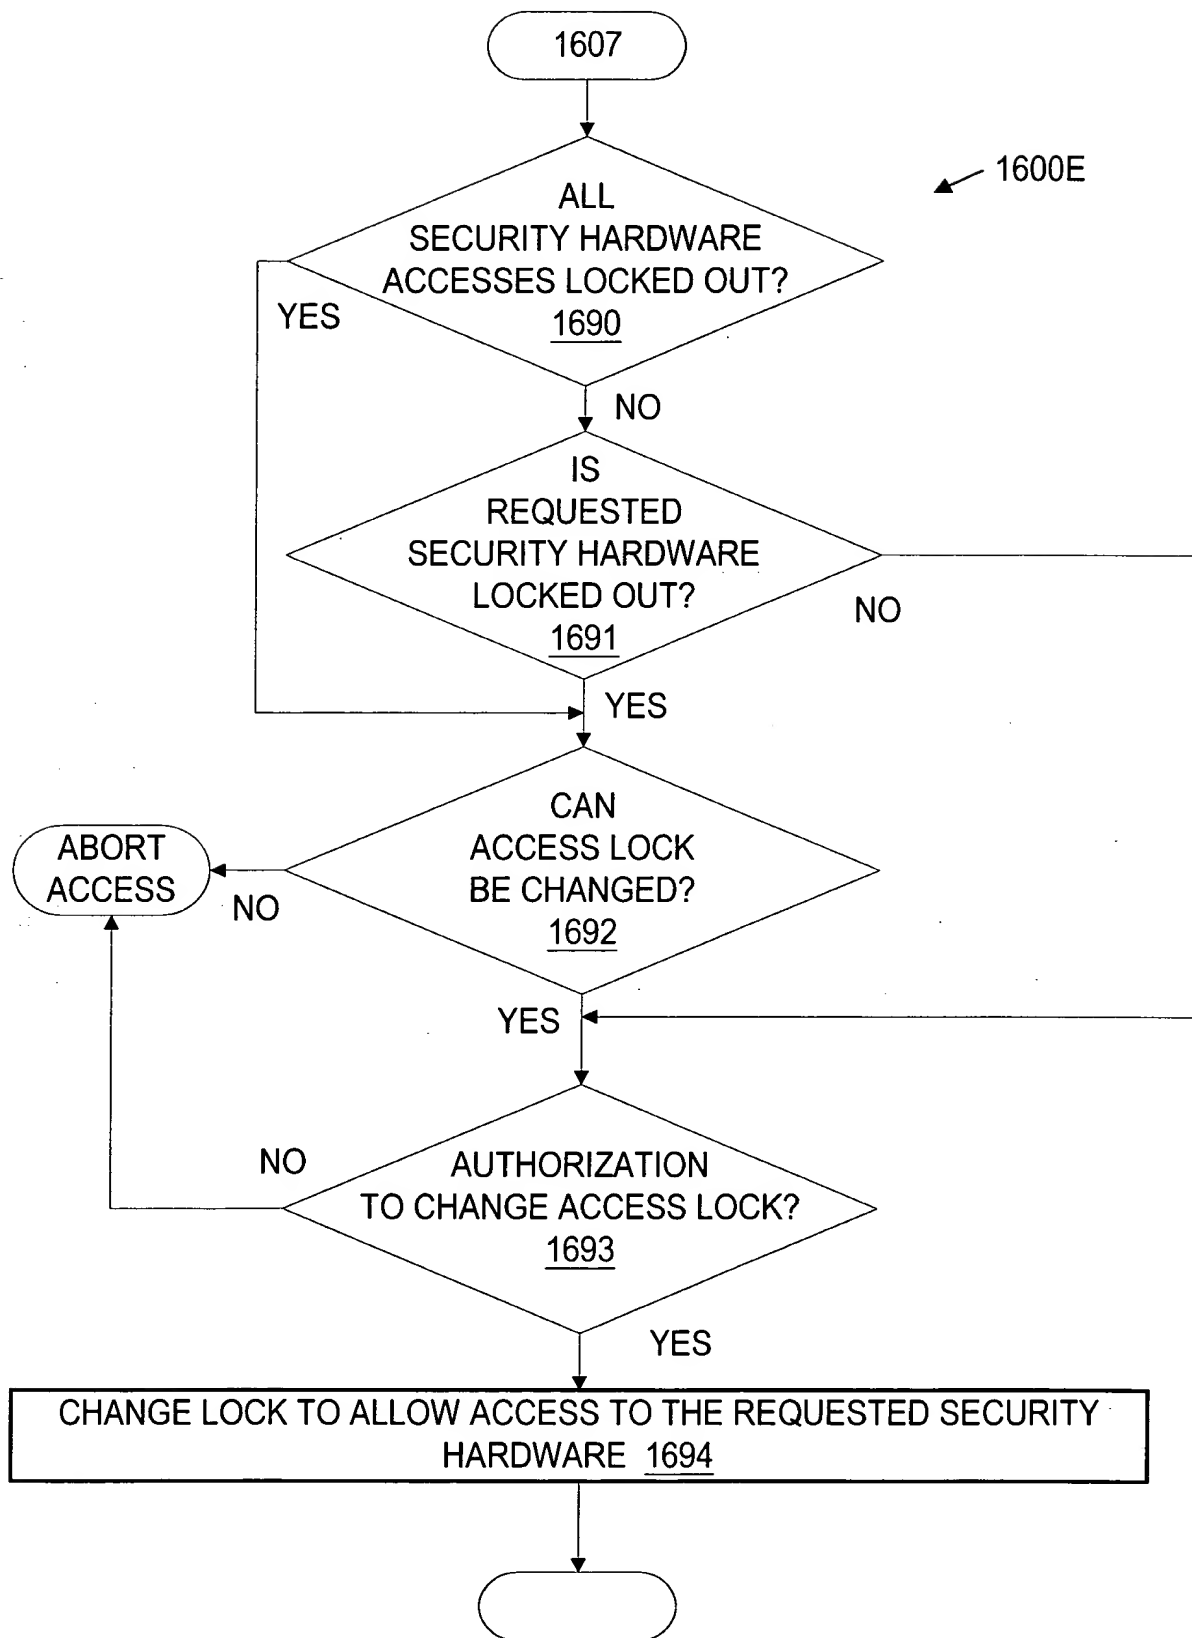 1607
1600E
ALL
SECURITY HARDWARE
ACCESSES LOCKED OUT?
1690
YES
NO
IS
REQUESTED
SECURITY HARDWARE
LOCKED OUT?
1691
NO
YES
CAN
ACCESS LOCK
BE CHANGED?
1692
ABORT
ACCESS
NO
YES
AUTHORIZATION
TO CHANGE ACCESS LOCK?
1693
NO
YES
CHANGE LOCK TO ALLOW ACCESS TO THE REQUESTED SECURITY
HARDWARE 1694